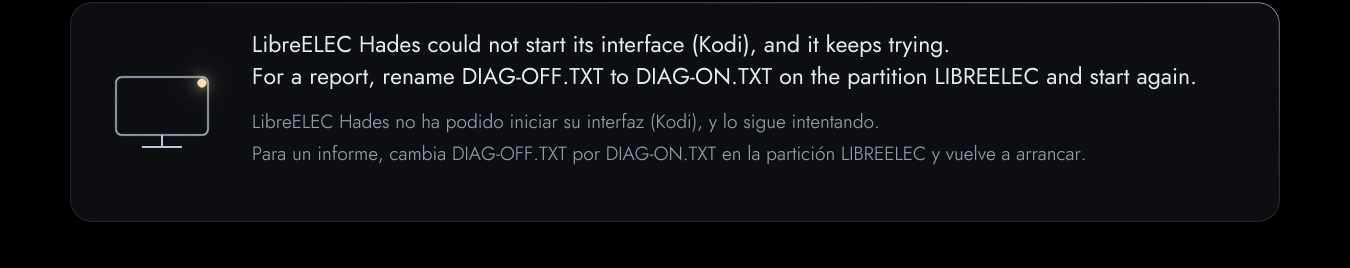 LibreELEC Hades could not start its interface (Kodi), and it keeps trying.
For a report, rename DIAG-OFF.TXT to DIAG-ON.TXT on the partition LIBREELEC and start again.
LibreELEC Hades no ha podido iniciar su interfaz (Kodi), y lo sigue intentando.
Para un informe, cambia DIAG-OFF.TXT por DIAG-ON.TXT en la partición LIBREELEC y vuelve a arrancar.